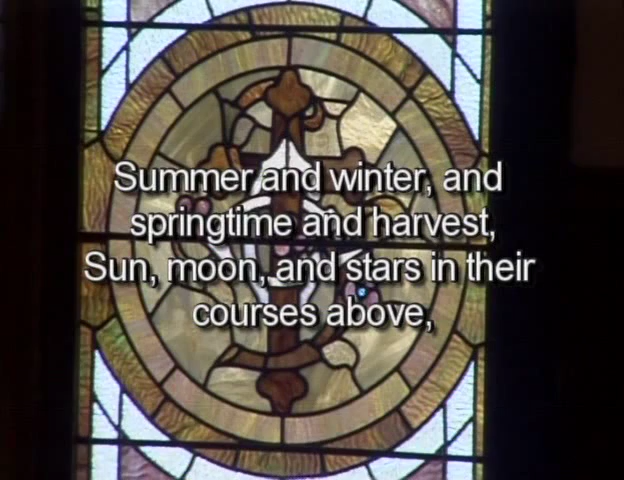 Summer and winter, and
springtime and harvest,
Sun, moon, and stars in their
courses above,